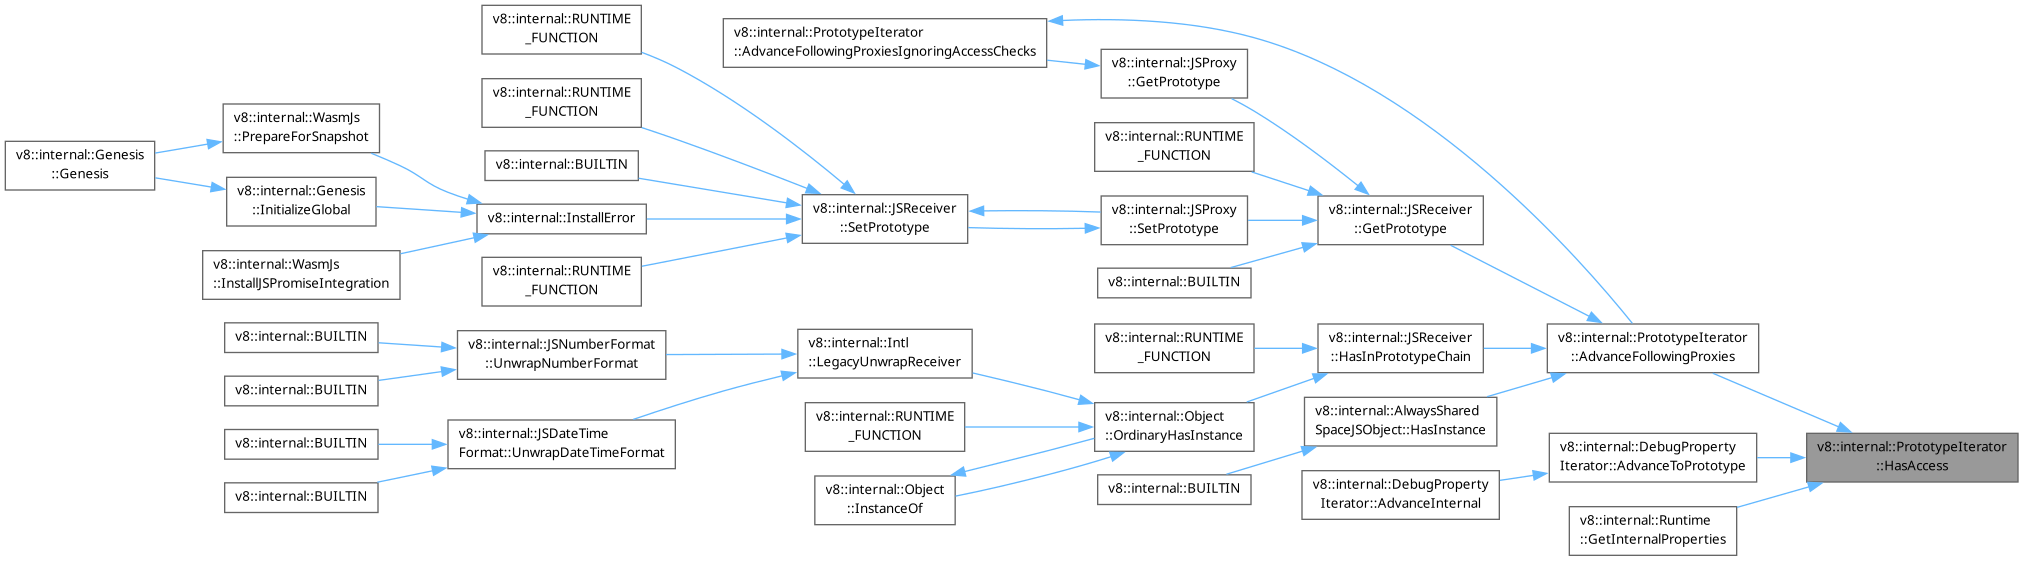 v8::internal::Genesis
::Genesis
v8::internal::WasmJs
::PrepareForSnapshot
v8::internal::Genesis
::InitializeGlobal
v8::internal::WasmJs
::InstallJSPromiseIntegration
v8::internal::BUILTIN
v8::internal::BUILTIN
v8::internal::BUILTIN
v8::internal::BUILTIN
v8::internal::RUNTIME
_FUNCTION
v8::internal::RUNTIME
_FUNCTION
v8::internal::BUILTIN
v8::internal::InstallError
v8::internal::RUNTIME
_FUNCTION
v8::internal::JSNumberFormat
::UnwrapNumberFormat
v8::internal::JSDateTime
Format::UnwrapDateTimeFormat
v8::internal::PrototypeIterator
::AdvanceFollowingProxiesIgnoringAccessChecks
v8::internal::JSReceiver
::SetPrototype
v8::internal::Intl
::LegacyUnwrapReceiver
v8::internal::RUNTIME
_FUNCTION
v8::internal::Object
::InstanceOf
v8::internal::JSProxy
::GetPrototype
v8::internal::RUNTIME
_FUNCTION
v8::internal::JSProxy
::SetPrototype
v8::internal::BUILTIN
v8::internal::RUNTIME
_FUNCTION
v8::internal::Object
::OrdinaryHasInstance
v8::internal::BUILTIN
v8::internal::JSReceiver
::GetPrototype
v8::internal::JSReceiver
::HasInPrototypeChain
v8::internal::AlwaysShared
SpaceJSObject::HasInstance
v8::internal::DebugProperty
Iterator::AdvanceInternal
v8::internal::PrototypeIterator
::AdvanceFollowingProxies
v8::internal::DebugProperty
Iterator::AdvanceToPrototype
v8::internal::Runtime
::GetInternalProperties
v8::internal::PrototypeIterator
::HasAccess